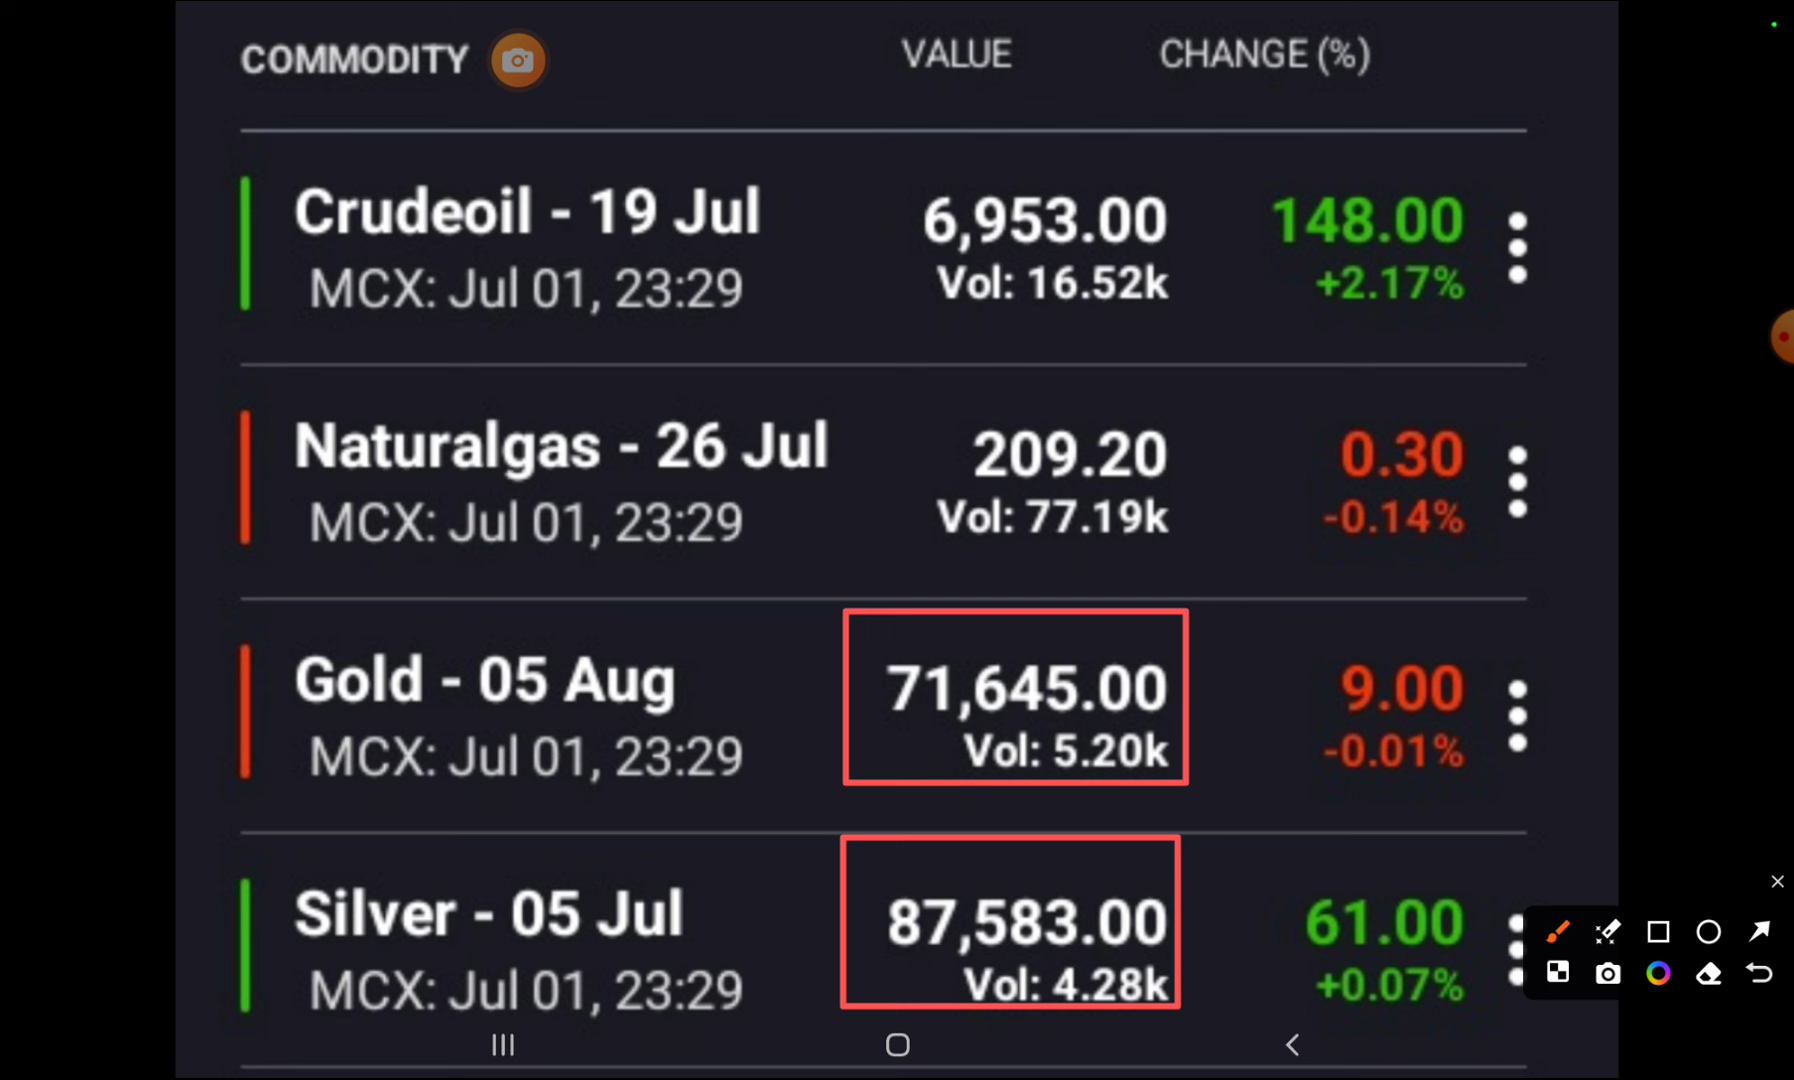 COMMODITY VALUE CHANGE (%)
Crudeoil - 19 Jul 6,953.00 148.00
MCX: Jul 01, 23:29 Vol: 16.52k +2.17%
Naturalgas - 26 Jul 209.20 0.30
MCX: Jul 01, 23:29 Vol: 77.19k -0.14%
Gold - 05 Aug 71,645.00 9.00
MCX: Jul 01, 23:29 Vol: 5.20k -0.01%
Silver - 05 Jul 87,583.00 61.00
MCX: Jul 01, 23:29 Vol: 4.28k +0.07%